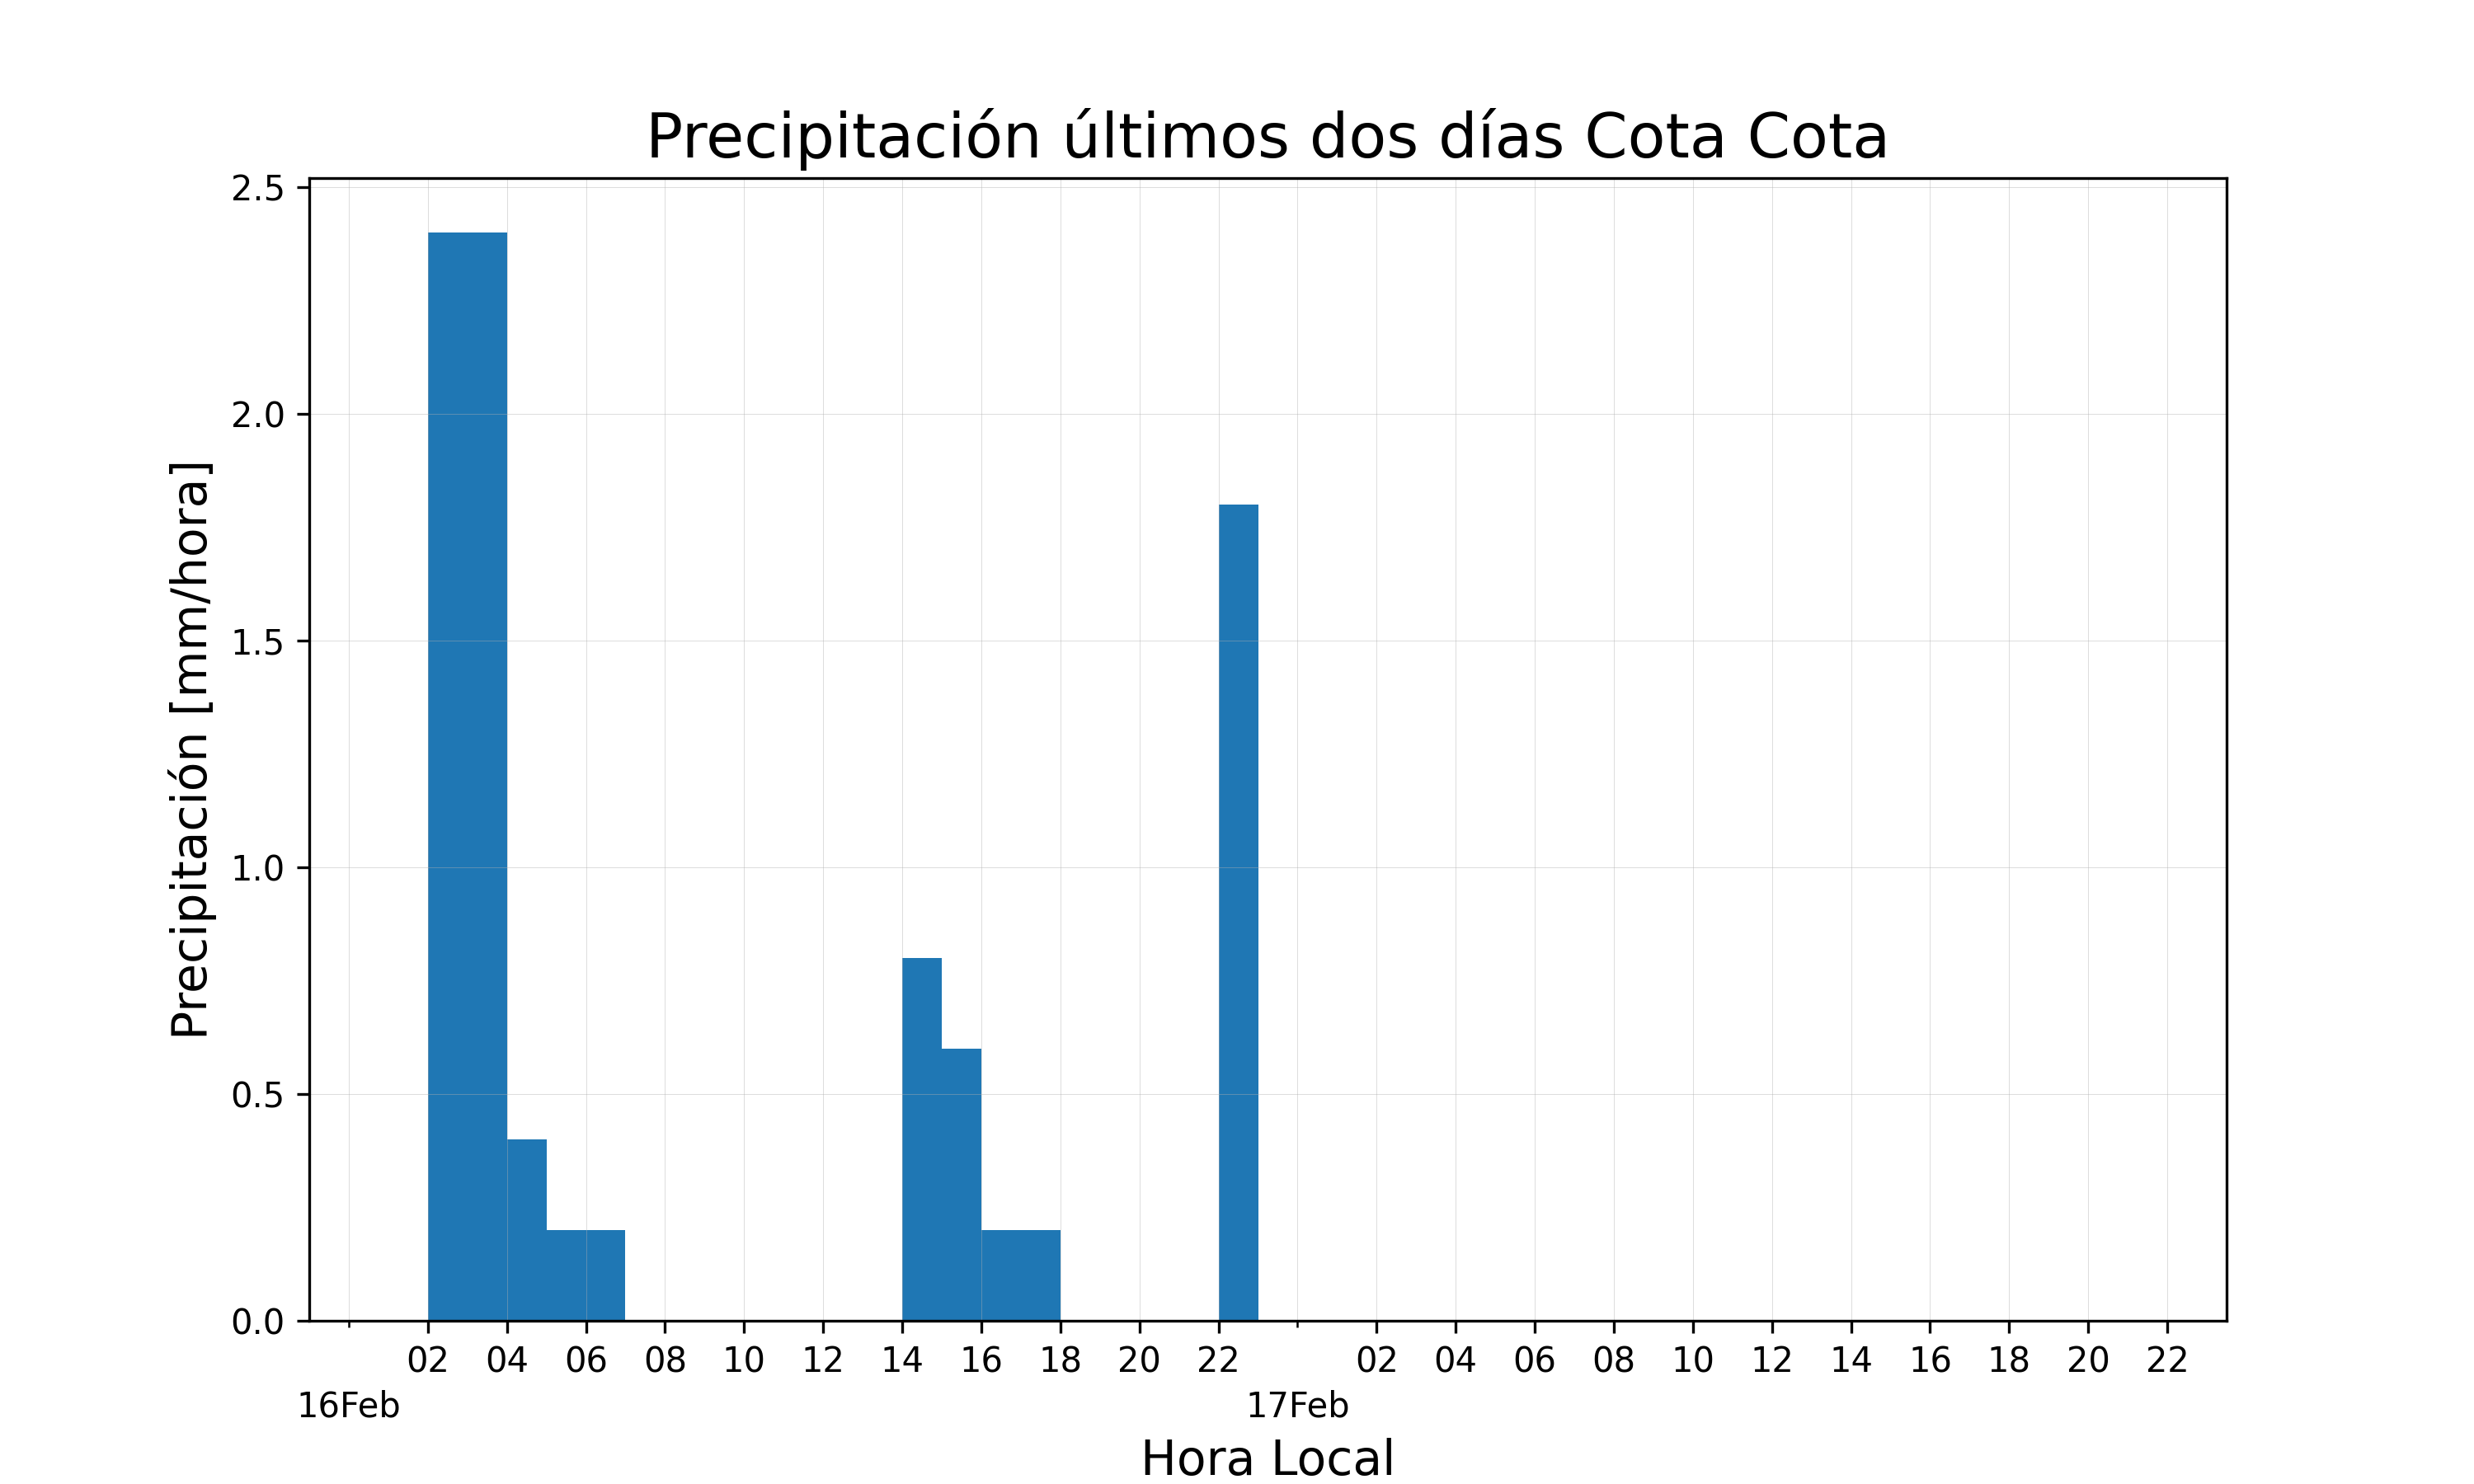 Precipitación últimos dos días Cota Cota
2.5
2.0
1.5
1.0
0.5
0.0
Precipitación [mm/hora]
02 04 06 08 10 12 14 16 18 20 22 02 04 06 08 10 12 14 16 18 20 22
16Feb 17Feb
Hora Local